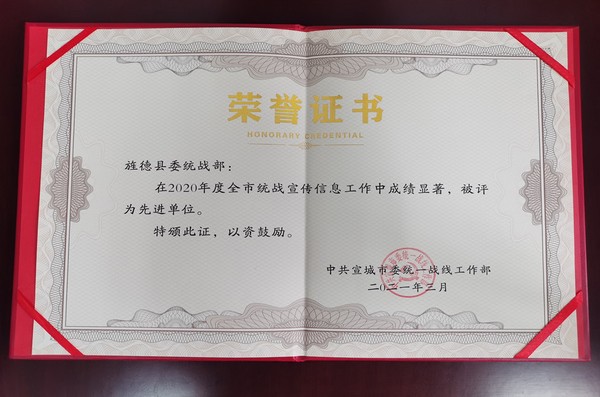 荣誉证书
HONORARY CREDENTIAL
旌德县委统战部：
在2020年度全市统战宣传信息工作中成绩显著，被评
为先进单位。
特颁此证，以资鼓励。
中共宣城市委统一战线工作部
二〇二一年三月